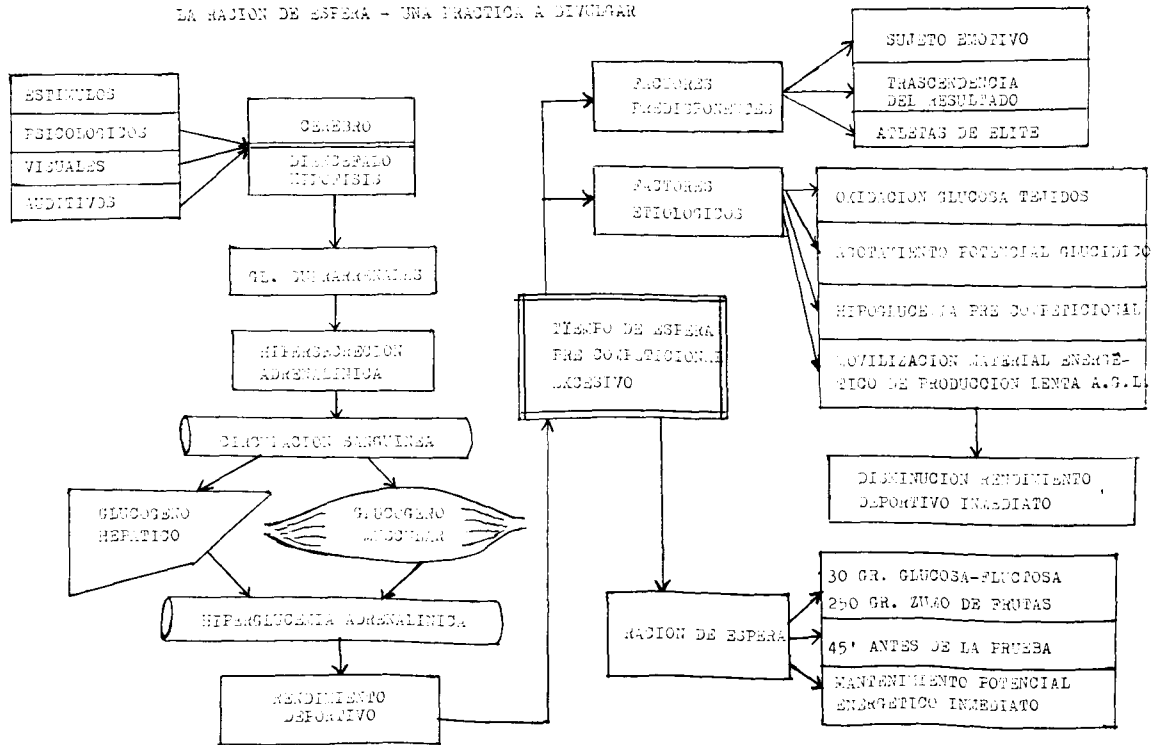 LA RACION DE ESPERA - UNA PRACTICA A DIVULGAR
ESTIMULOS
PSICOLOGICOS
VISUALES
AUDITIVOS
CEREBRO
DIENCEFALO
HIPOFISIS
GL. SUPRARRENALES
HIPERSECRECION
ADRENALINICA
CIRCULACION SANGUINEA
GLUCOGENO
HEPATICO
GLUCOGENO
MUSCULAR
HIPERGLUCEMIA ADRENALINICA
RENDIMIENTO
DEPORTIVO
TIEMPO DE ESPERA
PRE COMPETICIONAL
EXCESIVO
FACTORES
PREDISPONENTES
SUJETO EMOTIVO
TRASCENDENCIA
DEL RESULTADO
ATLETAS DE ELITE
FACTORES
ETIOLOGICOS
OXIDACION GLUCOSA TEJIDOS
AGOTAMIENTO POTENCIAL GLUCIDICO
HIPOGLUCEMIA PRE COMPETICIONAL
MOVILIZACION MATERIAL ENERGE-
TICO DE PRODUCCION LENTA A.G.L.
DISMINUCION RENDIMIENTO
DEPORTIVO INMEDIATO
RACION DE ESPERA
30 GR. GLUCOSA-FLUCTOSA
250 GR. ZUMO DE FRUTAS
45' ANTES DE LA PRUEBA
MANTENIMIENTO POTENCIAL
ENERGETICO INMEDIATO